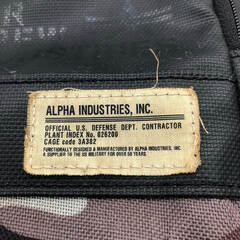 ALPHA INDUSTRIES, INC.
OFFICIAL U.S. DEFENSE DEPT. CONTRACTOR
PLANT INDEX No. 026200
CAGE code 3A382
FUNCTIONALLY DESIGNED & MANUFACTURED BY ALPHA INDUSTRIES, INC.
A SUPPLIER TO THE US MILITARY FOR OVER 50 YEARS.